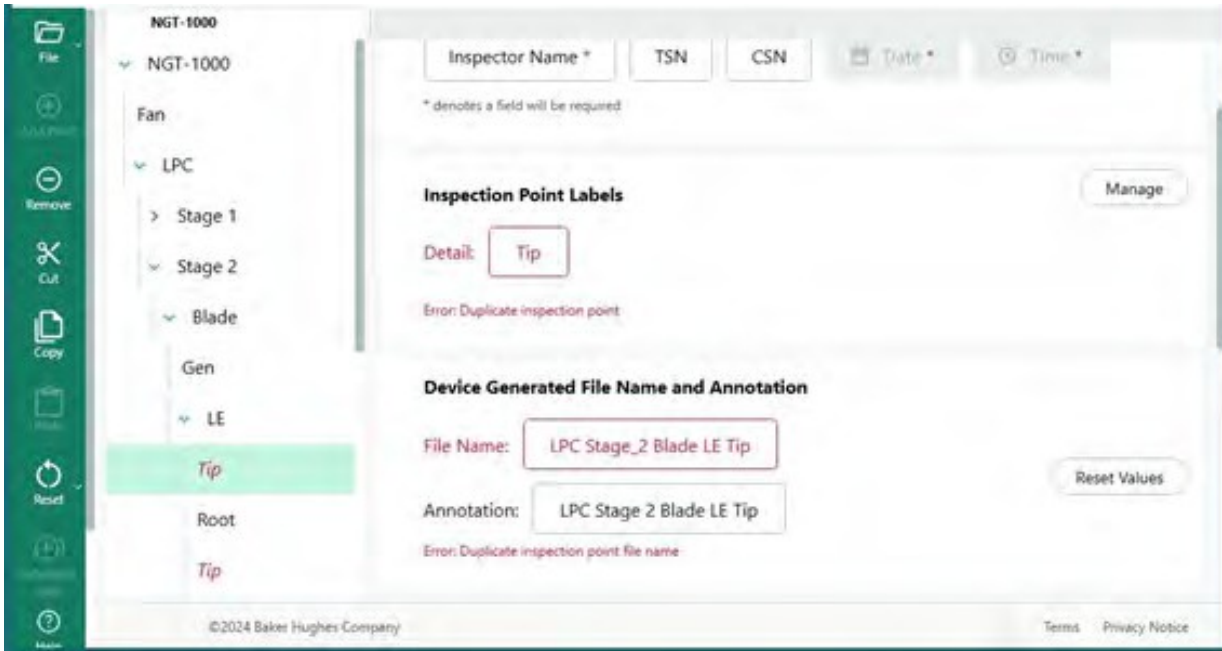 File
Remove
Cut
Copy
Reset
NGT-1000
NGT-1000
Fan
LPC
Stage 1
Stage 2
Blade
Gen
LE
Tip
Root
Tip
Inspector Name *
TSN
CSN
Date *
Time *
* denotes a field will be required
Inspection Point Labels
Manage
Detail:
Tip
Error: Duplicate inspection point
Device Generated File Name and Annotation
File Name:
LPC Stage_2 Blade LE Tip
Reset Values
Annotation:
LPC Stage 2 Blade LE Tip
Error: Duplicate inspection point file name
©2024 Baker Hughes Company
Terms
Privacy Notice